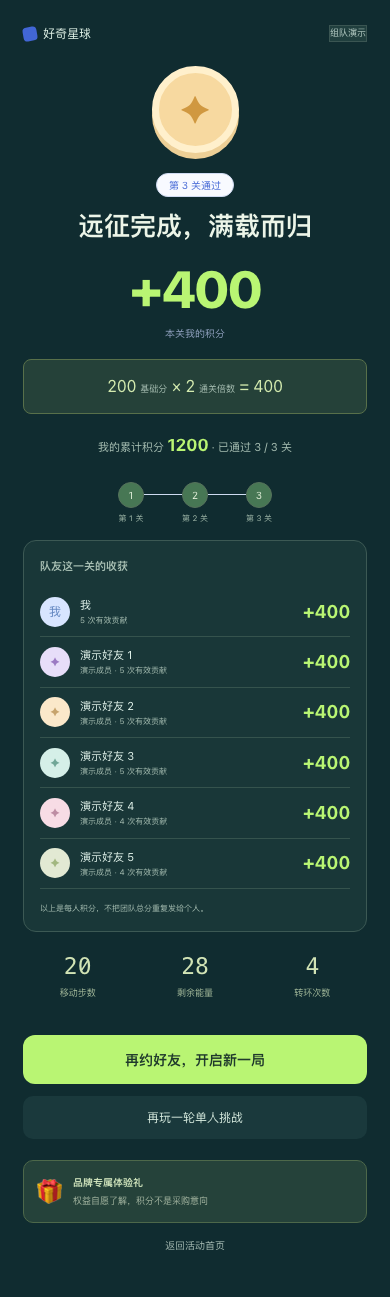 好奇星球
组队演示
第 3 关通过
远征完成，满载而归
+400
本关我的积分
200 基础分 × 2 通关倍数 = 400
我的累计积分 1200 · 已通过 3 / 3 关
1 2 3
第 1 关 第 2 关 第 3 关
队友这一关的收获
我 我 +400
5 次有效贡献
演示好友 1 +400
演示成员 · 5 次有效贡献
演示好友 2 +400
演示成员 · 5 次有效贡献
演示好友 3 +400
演示成员 · 5 次有效贡献
演示好友 4 +400
演示成员 · 4 次有效贡献
演示好友 5 +400
演示成员 · 4 次有效贡献
以上是每人积分，不把团队总分重复发给个人。
20 28 4
移动步数 剩余能量 转环次数
再约好友，开启新一局
再玩一轮单人挑战
品牌专属体验礼
权益自愿了解，积分不是采购意向
返回活动首页